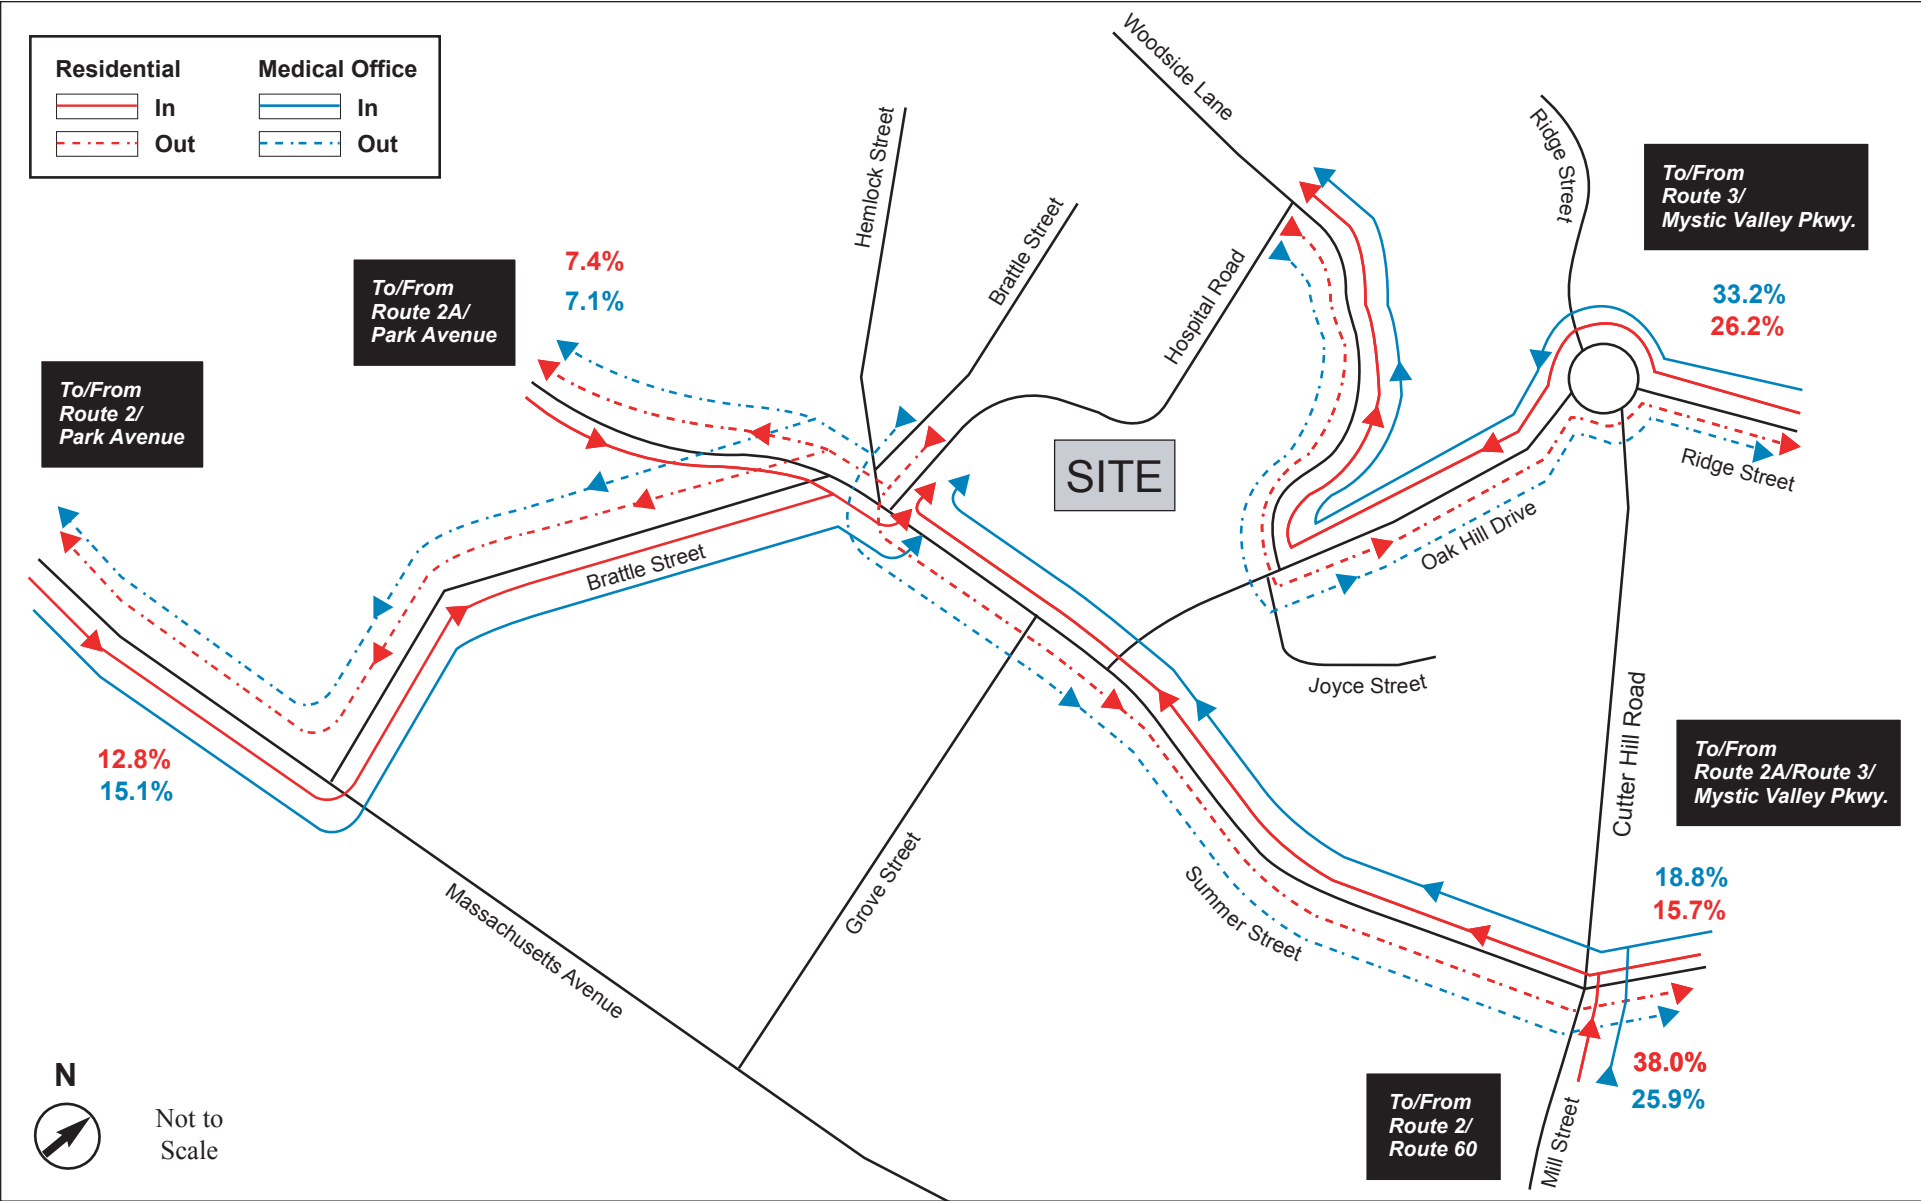 Residential
Medical Office
In
In
Out
Out
Woodside Lane
Ridge Street
To/From
Route 3/
Mystic Valley Pkwy.
Hemlock Street
Brattle Street
Hospital Road
7.4%
7.1%
To/From
Route 2A/
Park Avenue
33.2%
26.2%
To/From
Route 2/
Park Avenue
SITE
Ridge Street
Oak Hill Drive
Brattle Street
Joyce Street
Cutter Hill Road
To/From
Route 2A/Route 3/
Mystic Valley Pkwy.
12.8%
15.1%
Grove Street
Summer Street
Massachusetts Avenue
18.8%
15.7%
38.0%
25.9%
To/From
Route 2/
Route 60
Mill Street
N
Not to
Scale